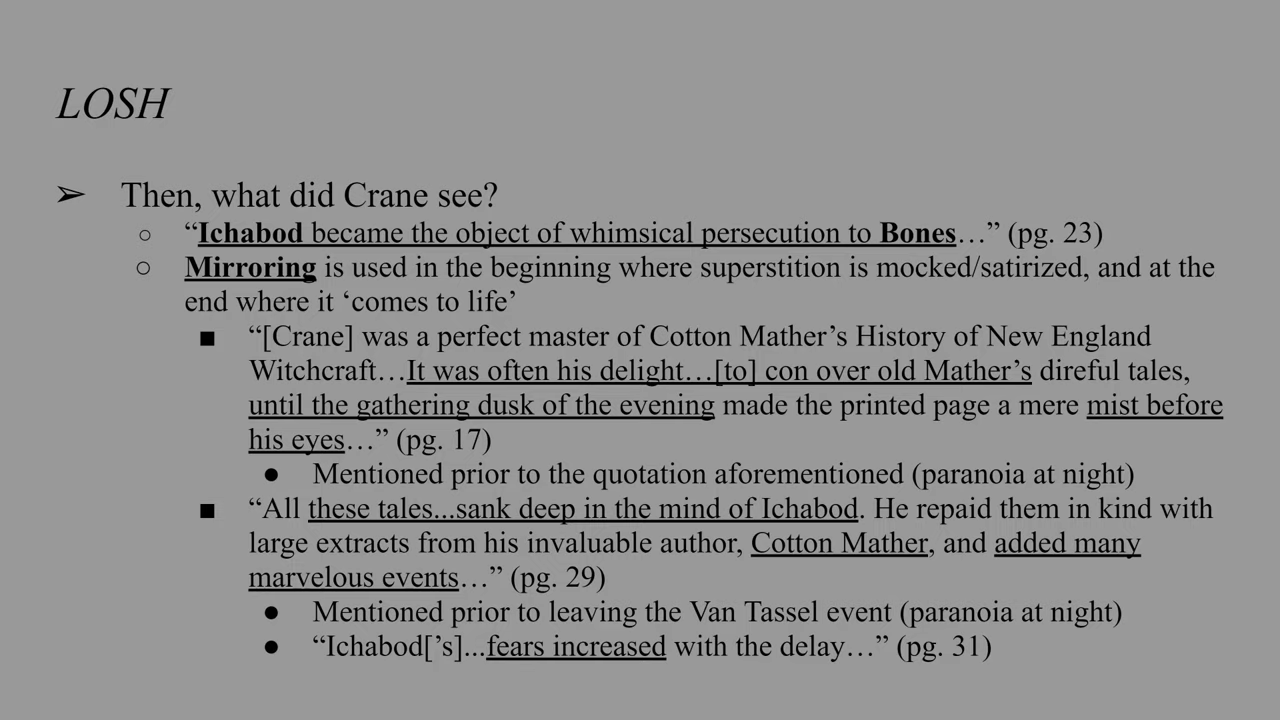 LOSH
➢ Then, what did Crane see?
○ “Ichabod became the object of whimsical persecution to Bones…” (pg. 23)
○ Mirroring is used in the beginning where superstition is mocked/satirized, and at the
end where it ‘comes to life’
■ “[Crane] was a perfect master of Cotton Mather’s History of New England
Witchcraft…It was often his delight…[to] con over old Mather’s direful tales,
until the gathering dusk of the evening made the printed page a mere mist before
his eyes…” (pg. 17)
● Mentioned prior to the quotation aforementioned (paranoia at night)
■ “All these tales...sank deep in the mind of Ichabod. He repaid them in kind with
large extracts from his invaluable author, Cotton Mather, and added many
marvelous events…” (pg. 29)
● Mentioned prior to leaving the Van Tassel event (paranoia at night)
● “Ichabod[’s]...fears increased with the delay…” (pg. 31)